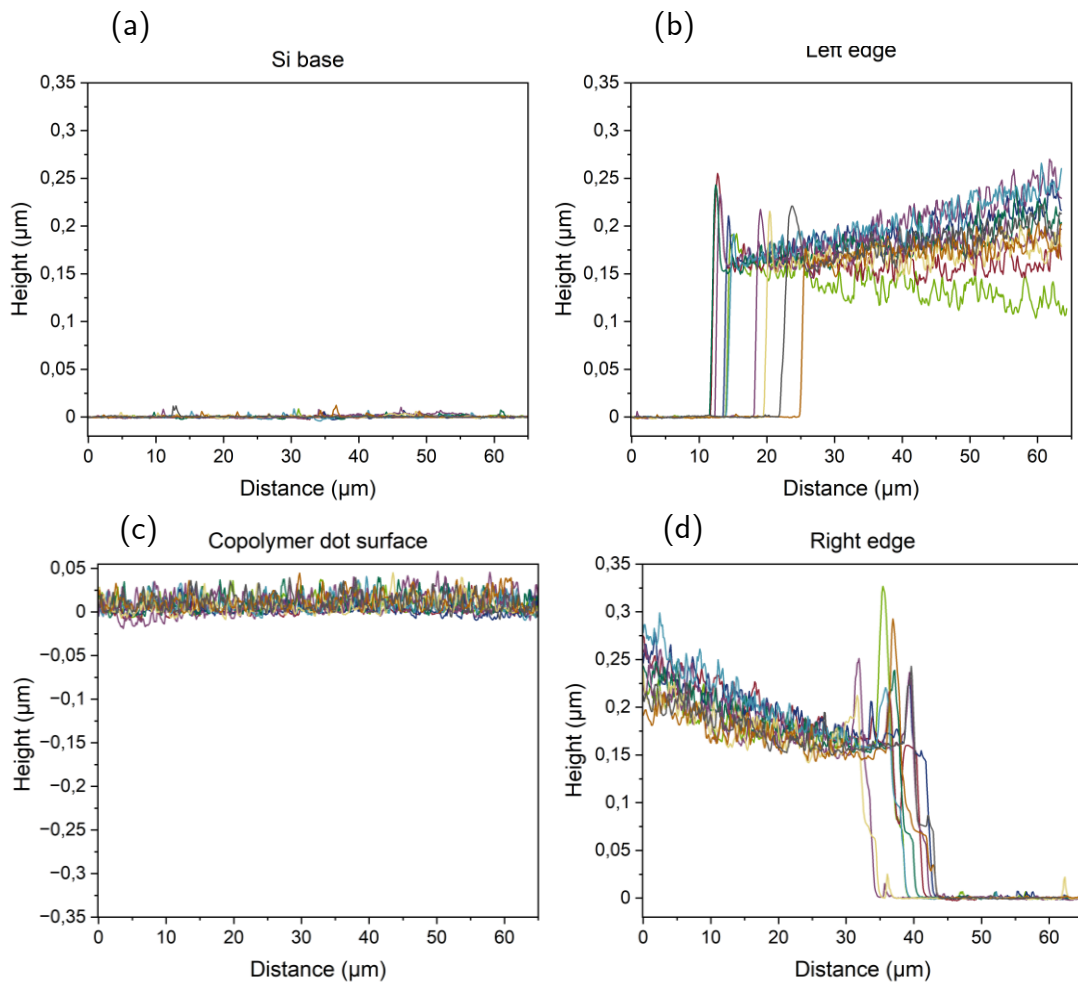 (a)
Si base
0,35
0,3
0,25
0,2
0,15
0,1
0,05
0
Height (µm)
0 10 20 30 40 50 60
Distance (µm)
(b)
Left edge
0,35
0,3
0,25
0,2
0,15
0,1
0,05
0
Height (µm)
0 10 20 30 40 50 60
Distance (µm)
(c)
Copolymer dot surface
0,05
0
−0,05
−0,1
−0,15
−0,2
−0,25
−0,3
−0,35
Height (µm)
0 10 20 30 40 50 60
Distance (µm)
(d)
Right edge
0,35
0,3
0,25
0,2
0,15
0,1
0,05
0
Height (µm)
0 10 20 30 40 50 60
Distance (µm)